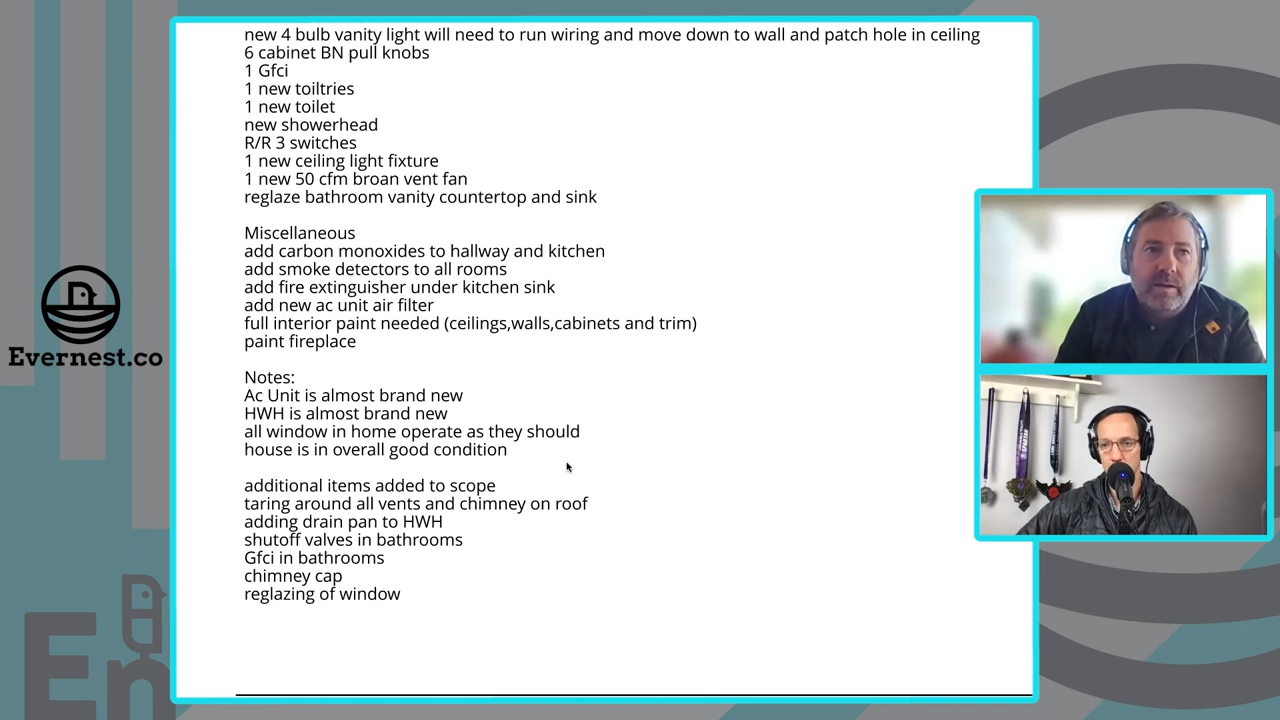 new 4 bulb vanity light will need to run wiring and move down to wall and patch hole in ceiling
6 cabinet BN pull knobs
1 Gfci
1 new toiltries
1 new toilet
new showerhead
R/R 3 switches
1 new ceiling light fixture
1 new 50 cfm broan vent fan
reglaze bathroom vanity countertop and sink
Miscellaneous
add carbon monoxides to hallway and kitchen
add smoke detectors to all rooms
add fire extinguisher under kitchen sink
add new ac unit air filter
full interior paint needed (ceilings,walls,cabinets and trim)
paint fireplace
Notes:
Ac Unit is almost brand new
HWH is almost brand new
all window in home operate as they should
house is in overall good condition
additional items added to scope
taring around all vents and chimney on roof
adding drain pan to HWH
shutoff valves in bathrooms
Gfci in bathrooms
chimney cap
reglazing of window
Evernest.co
En